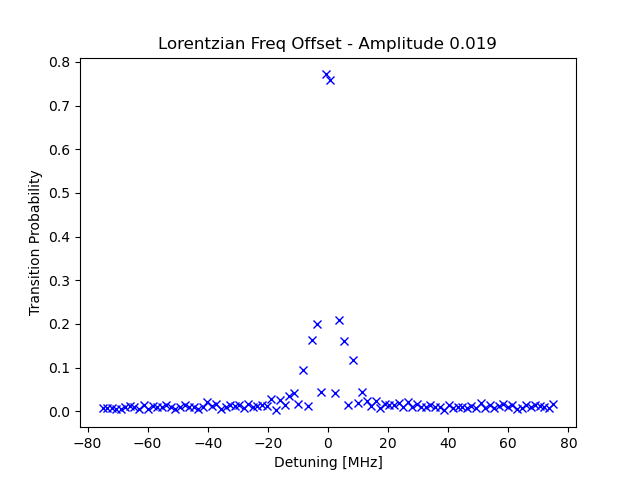 Lorentzian Freq Offset - Amplitude 0.019
0.8
0.7
0.6
0.5
0.4
0.3
0.2
0.1
0.0
Transition Probability
−80 −60 −40 −20 0 20 40 60 80
Detuning [MHz]